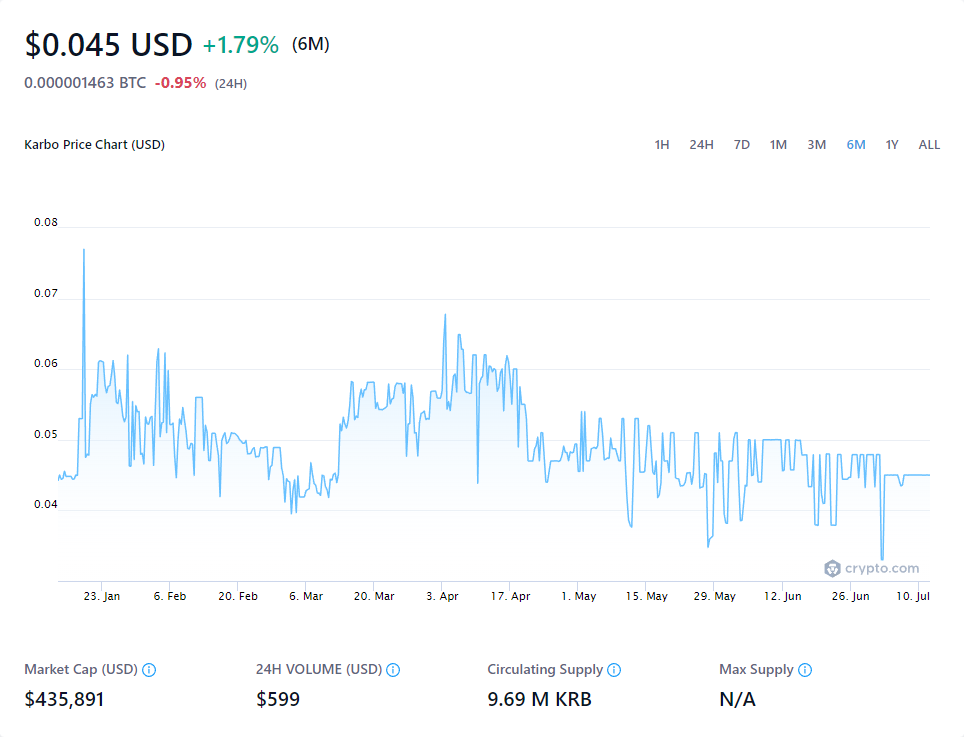 $0.045 USD +1.79% (6M)
0.000001463 BTC -0.95% (24H)
Karbo Price Chart (USD) 1H 24H 7D 1M 3M 6M 1Y ALL
0.08
0.07
0.06
0.05
0.04
crypto.com
23. Jan 6. Feb 20. Feb 6. Mar 20. Mar 3. Apr 17. Apr 1. May 15. May 29. May 12. Jun 26. Jun 10. Jul
Market Cap (USD) 24H VOLUME (USD) Circulating Supply Max Supply
$435,891 $599 9.69 M KRB N/A